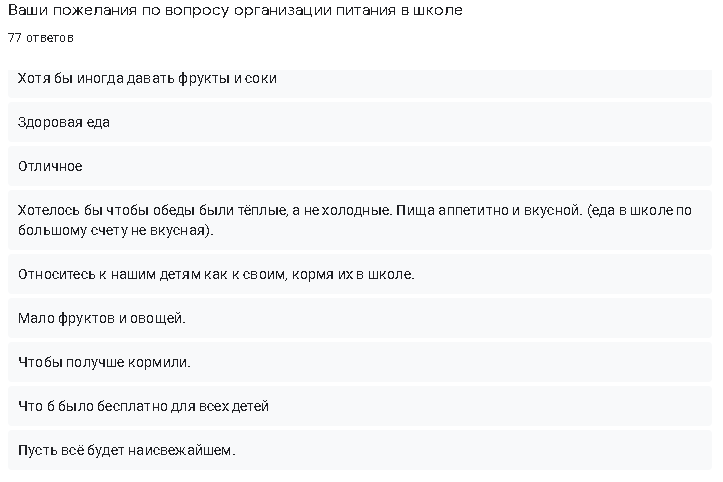 Ваши пожелания по вопросу организации питания в школе
77 ответов
Хотя бы иногда давать фрукты и соки
Здоровая еда
Отличное
Хотелось бы чтобы обеды были тёплые, а не холодные. Пища аппетитно и вкусной. (еда в школе по
большому счету не вкусная).
Относитесь к нашим детям как к своим, кормя их в школе.
Мало фруктов и овощей.
Чтобы получше кормили.
Что б было бесплатно для всех детей
Пусть всё будет наисвежайшем.